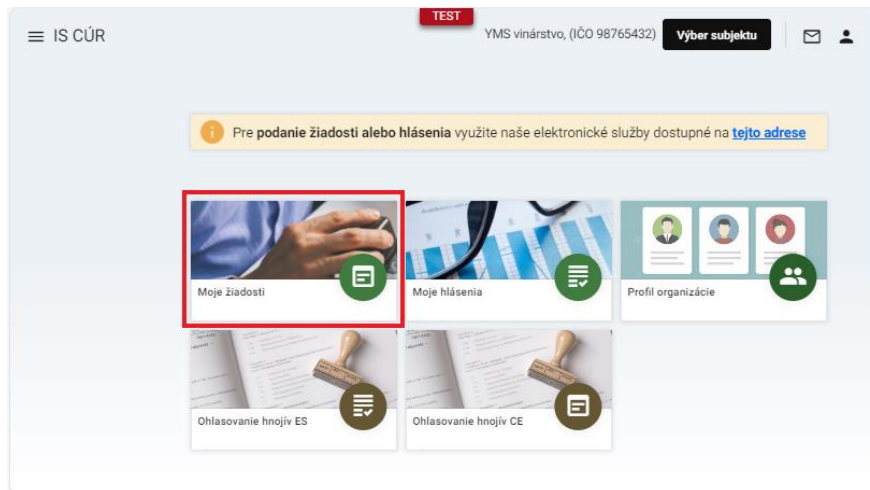 TEST
IS CÚR
YMS vinárstvo, (IČO 98765432) Výber subjektu
Pre podanie žiadosti alebo hlásenia využite naše elektronické služby dostupné na tejto adrese
Moje žiadosti
Moje hlásenia
Profil organizácie
Ohlasovanie hnojív ES
Ohlasovanie hnojív CE